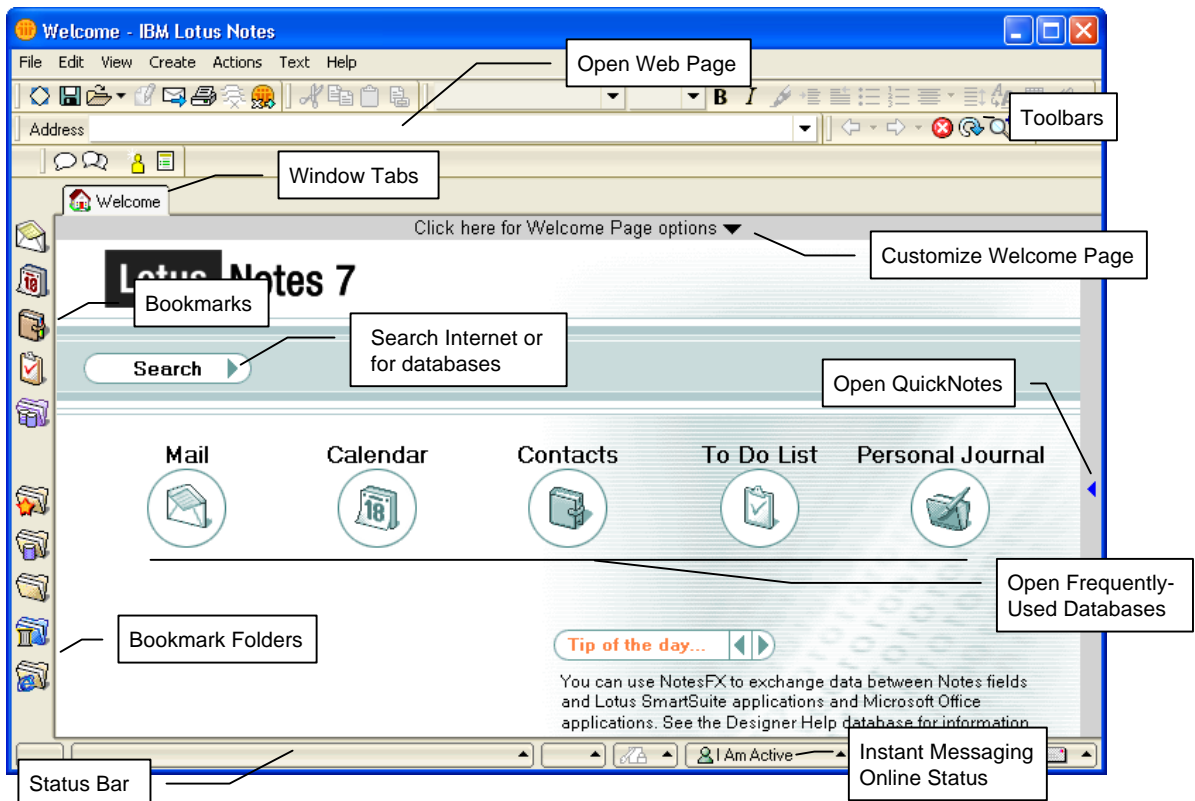 Welcome - IBM Lotus Notes
File Edit View Create Actions Text Help
Open Web Page
B I
Address
Toolbars
Window Tabs
Welcome
Click here for Welcome Page options
Customize Welcome Page
Lotus Notes 7
Bookmarks
Search Internet or
for databases
Search
Open QuickNotes
Mail Calendar Contacts To Do List Personal Journal
18
Open Frequently-
Used Databases
Bookmark Folders
Tip of the day...
You can use NotesFX to exchange data between Notes fields
and Lotus SmartSuite applications and Microsoft Office
applications. See the Designer Help database for information
I Am Active
Instant Messaging
Online Status
Status Bar